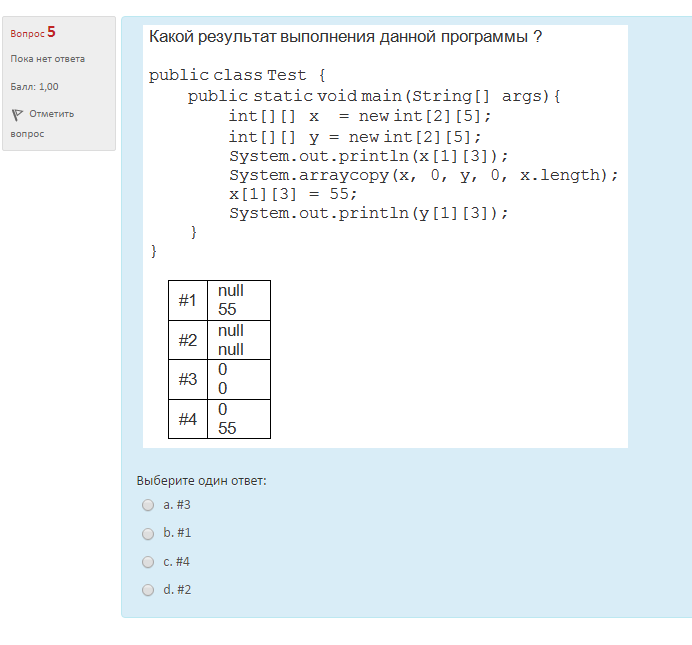 Вопрос 5
Пока нет ответа
Балл: 1,00
Отметить
вопрос
Какой результат выполнения данной программы ?
public class Test {
public static void main(String[] args){
int[][] x = new int[2][5];
int[][] y = new int[2][5];
System.out.println(x[1][3]);
System.arraycopy(x, 0, y, 0, x.length);
x[1][3] = 55;
System.out.println(y[1][3]);
}
}
#1
null
55
#2
null
null
#3
0
0
#4
0
55
Выберите один ответ:
a. #3
b. #1
c. #4
d. #2